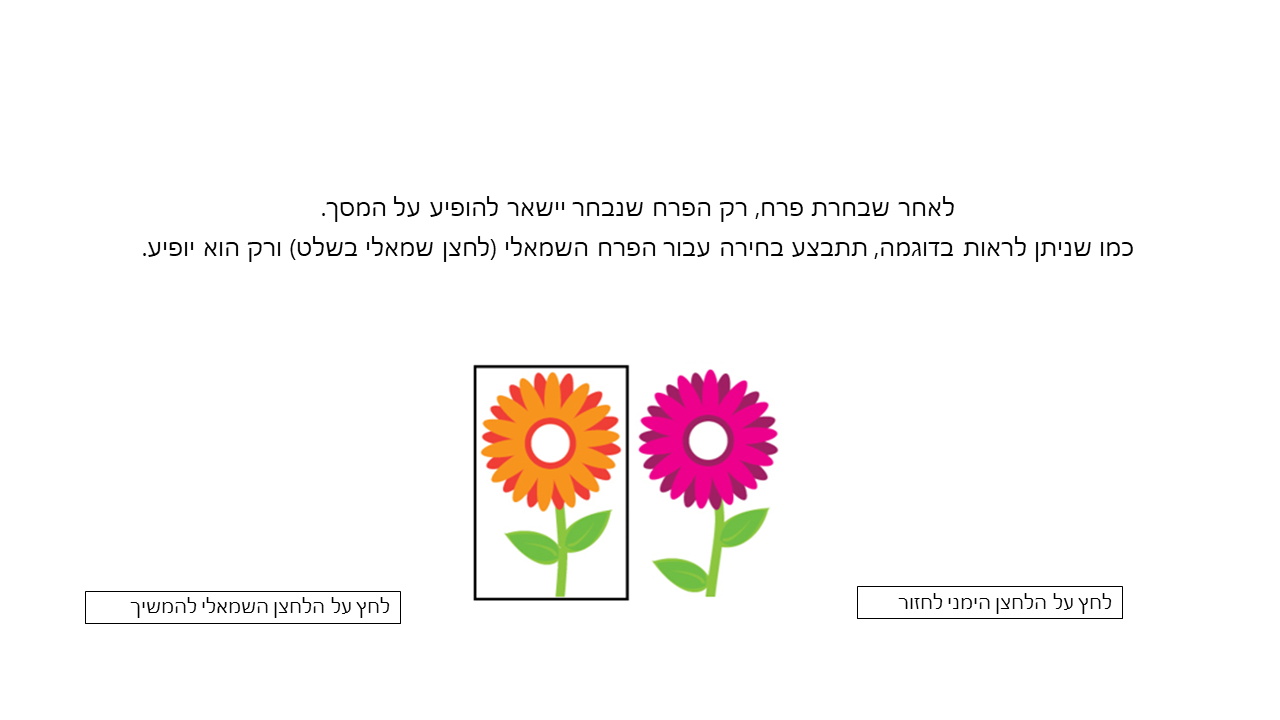 לאחר שבחרת פרח, רק הפרח שנבחר יישאר להופיע על המסך.
כמו שניתן לראות בדוגמה, תתבצע בחירה עבור הפרח השמאלי (לחצן שמאלי בשלט) ורק הוא יופיע.
לחץ על הלחצן הימני לחזור
לחץ על הלחצן השמאלי להמשיך